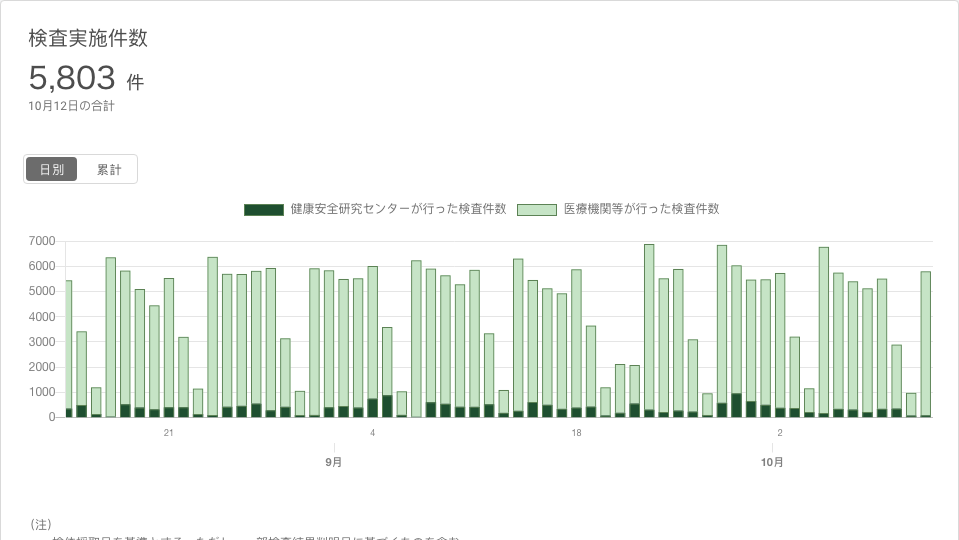 検査実施件数
5,803 件
10月12日の合計
日別 累計
健康安全研究センターが行った検査件数 医療機関等が行った検査件数
7000
6000
5000
4000
3000
2000
1000
0
21 4 18 2
9月 10月
（注）